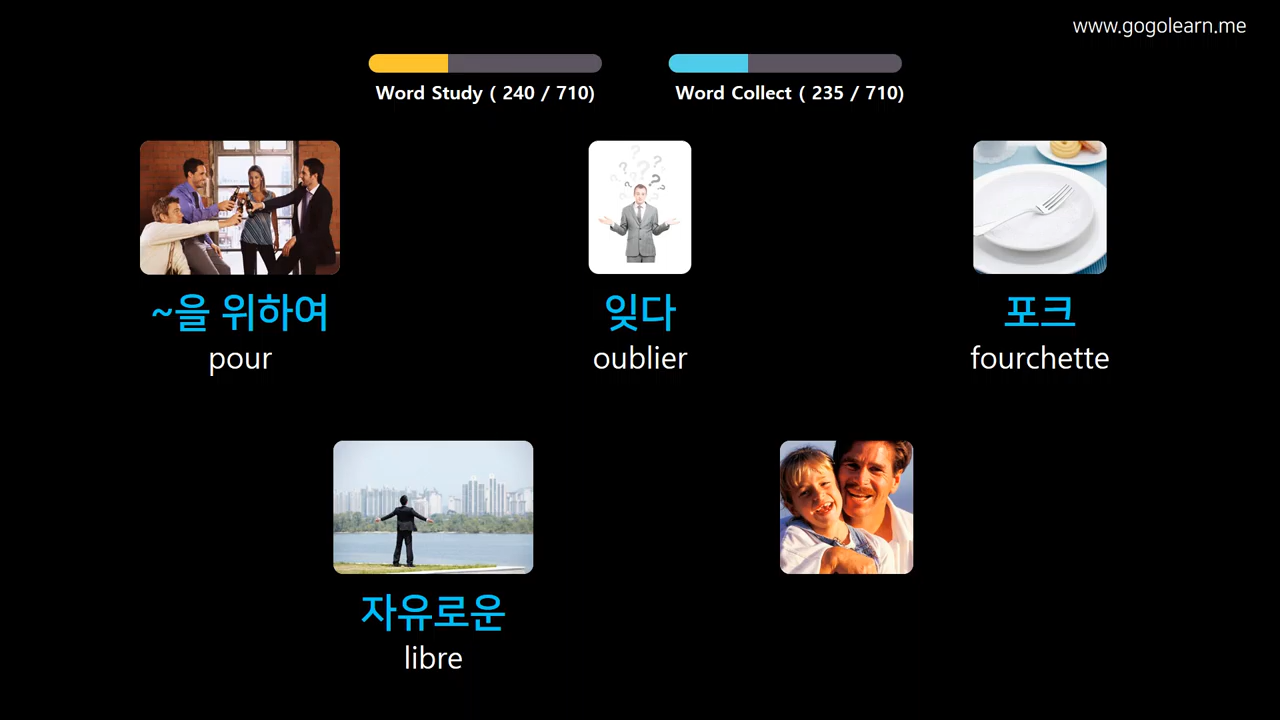 www.gogolearn.me
Word Study ( 240 / 710)
Word Collect ( 235 / 710)
~을 위하여
pour
잊다
oublier
포크
fourchette
자유로운
libre